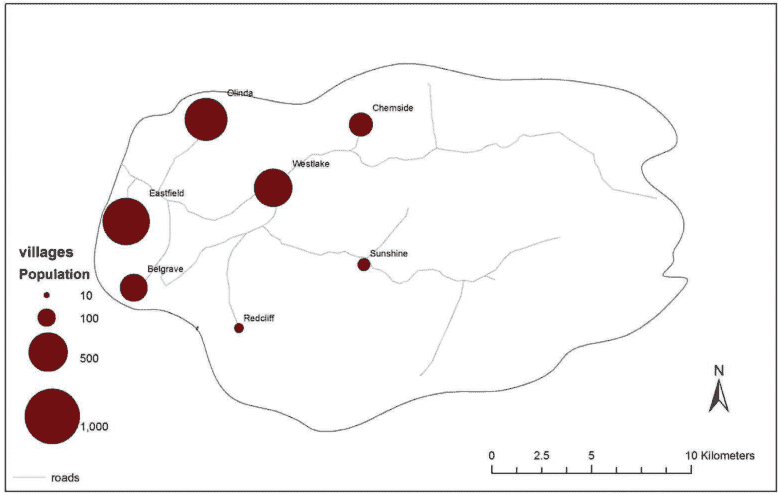 Olinda
Chemside
Westlake
Eastfield
villages
Population
Sunshine
Belgrave
10
Redcliff
100
500
N
1,000
0 2.5 5 10 Kilometers
roads